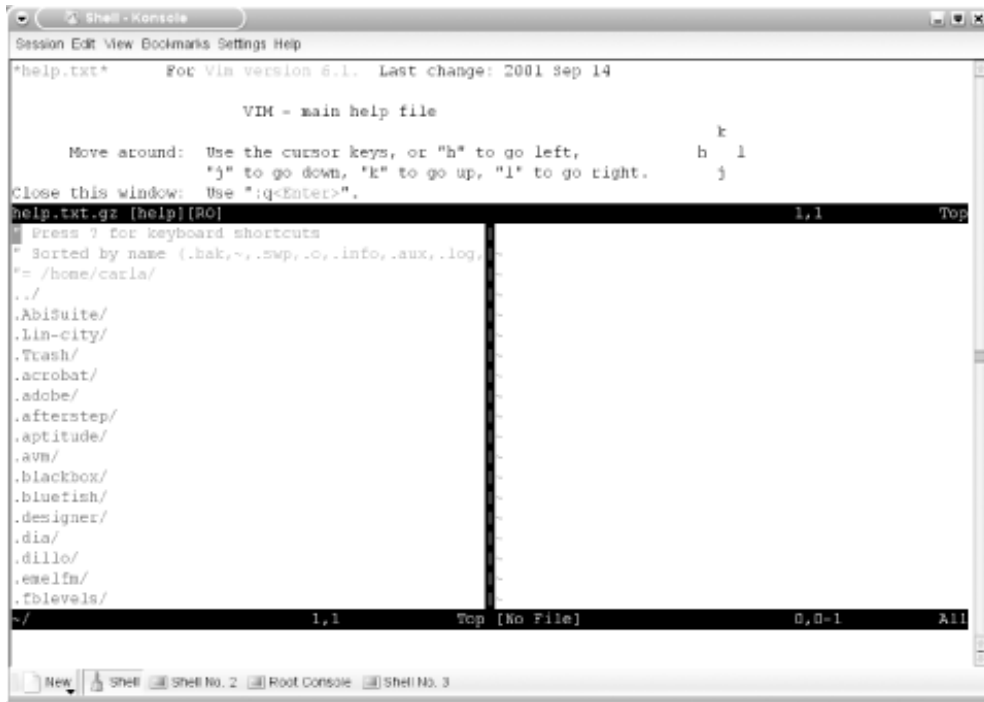 Shell - Konsole
Session Edit View Bookmarks Settings Help
*help.txt* For Vim version 6.1. Last change: 2001 Sep 14
VIM - main help file
k
Move around: Use the cursor keys, or "h" to go left, h l
"j" to go down, "k" to go up, "l" to go right. j
Close this window: Use ":q<Enter>".
help.txt.gz [help][RO] 1,1 Top
" Press ? for keyboard shortcuts
" Sorted by name (.bak,~,.swp,.o,.info,.aux,.log,
"= /home/carla/
../
.AbiSuite/
.Lin-city/
.Trash/
.acrobat/
.adobe/
.afterstep/
.aptitude/
.avm/
.blackbox/
.bluefish/
.designer/
.dia/
.dillo/
.emelfm/
.fblevels/
~/ 1,1 Top [No File] 0,0-1 All
New Shell Shell No. 2 Root Console Shell No. 3